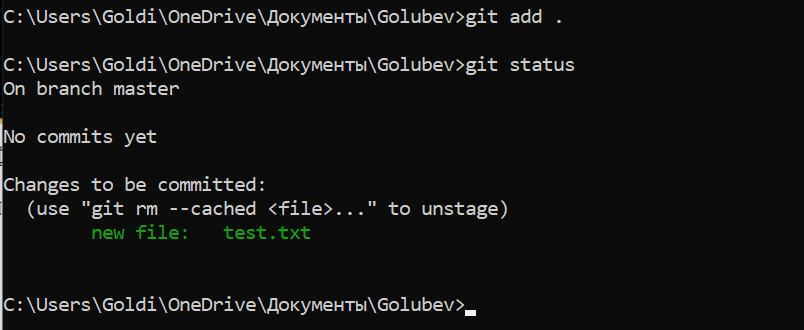 C:\Users\Goldi\OneDrive\Документы\Golubev>git add .
C:\Users\Goldi\OneDrive\Документы\Golubev>git status
On branch master
No commits yet
Changes to be committed:
(use "git rm --cached <file>..." to unstage)
new file:   test.txt
C:\Users\Goldi\OneDrive\Документы\Golubev>